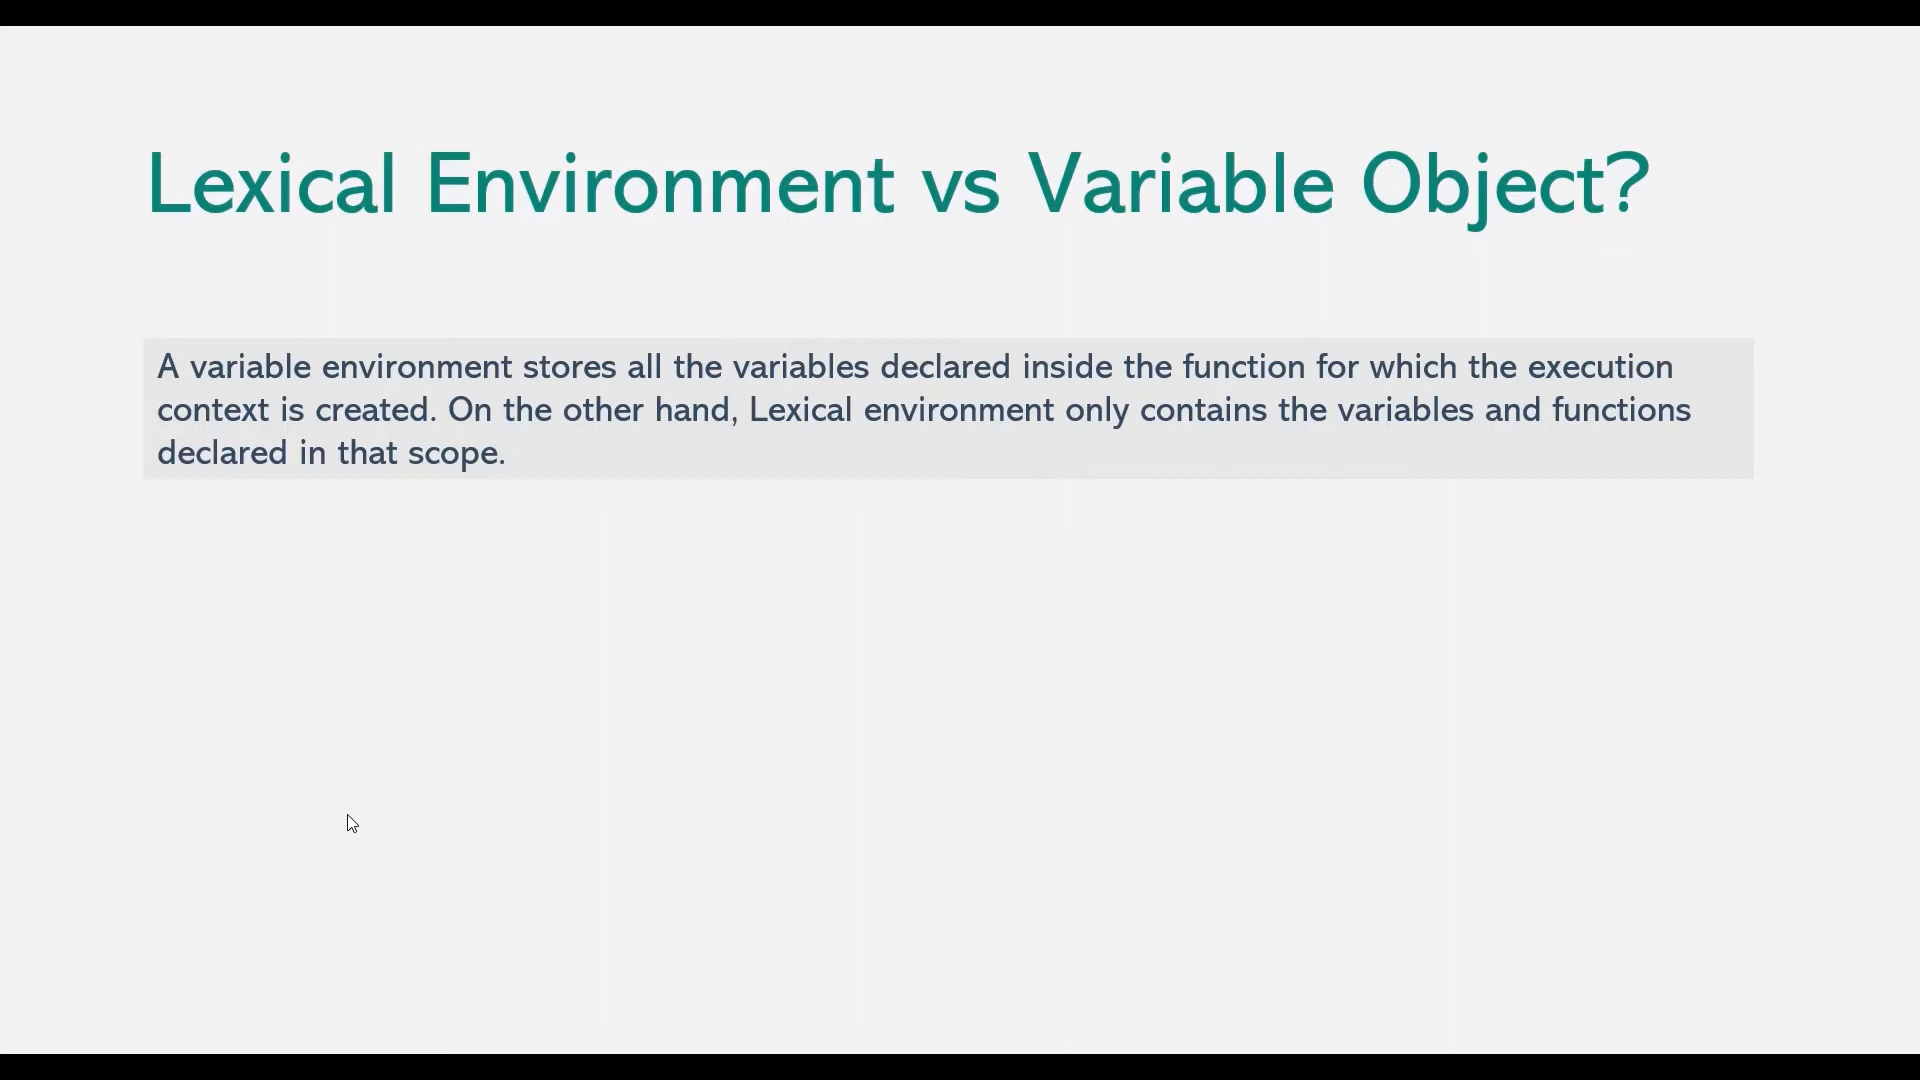 Lexical Environment vs Variable Object?
A variable environment stores all the variables declared inside the function for which the execution
context is created. On the other hand, Lexical environment only contains the variables and functions
declared in that scope.